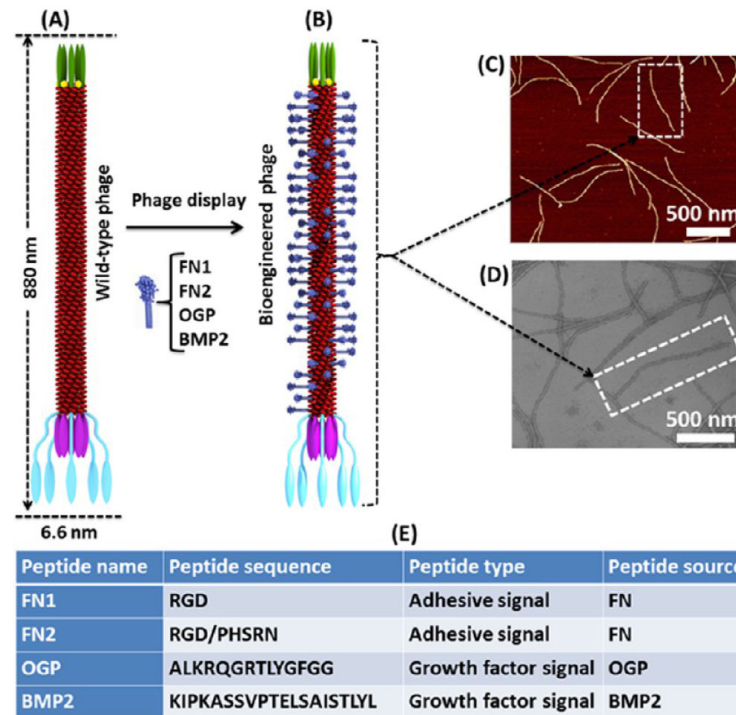 (A)
(B)
880 nm
Wild-type phage
6.6 nm
Phage display
FN1
FN2
OGP
BMP2
Bioengineered phage
(C)
500 nm
(D)
500 nm
(E)
Peptide name Peptide sequence Peptide type Peptide source
FN1 RGD Adhesive signal FN
FN2 RGD/PHSRN Adhesive signal FN
OGP ALKRQGRTLYGFGG Growth factor signal OGP
BMP2 KIPKASSVPTELSAISTLYL Growth factor signal BMP2